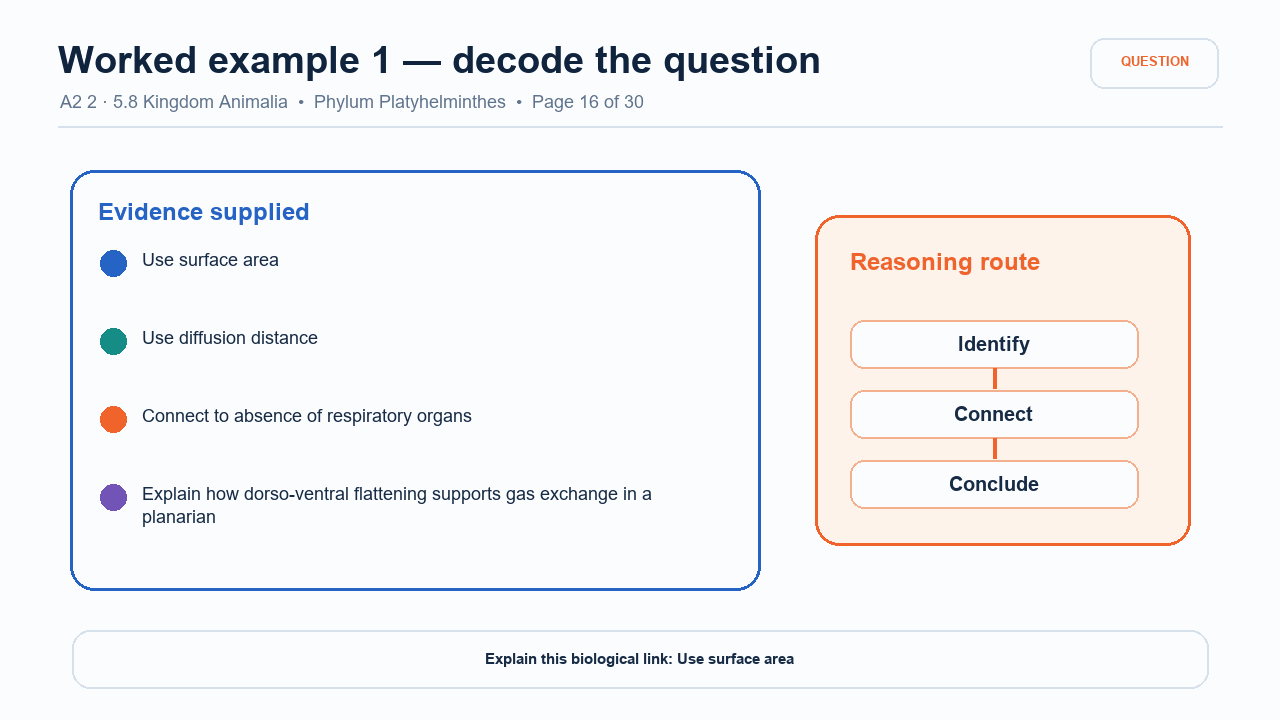 Worked example 1 — decode the question
QUESTION
A2 2 · 5.8 Kingdom Animalia • Phylum Platyhelminthes • Page 16 of 30
Evidence supplied
Use surface area
Use diffusion distance
Connect to absence of respiratory organs
Explain how dorso-ventral flattening supports gas exchange in a
planarian
Reasoning route
Identify
Connect
Conclude
Explain this biological link: Use surface area